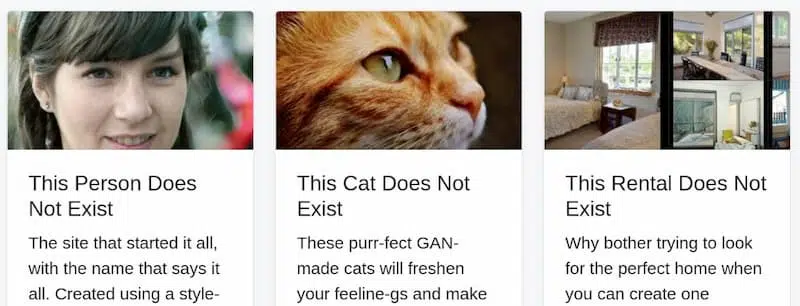 This Person Does
Not Exist
The site that started it all,
with the name that says it
all. Created using a style-
This Cat Does Not
Exist
These purr-fect GAN-
made cats will freshen
your feeline-gs and make
This Rental Does Not
Exist
Why bother trying to look
for the perfect home when
you can create one